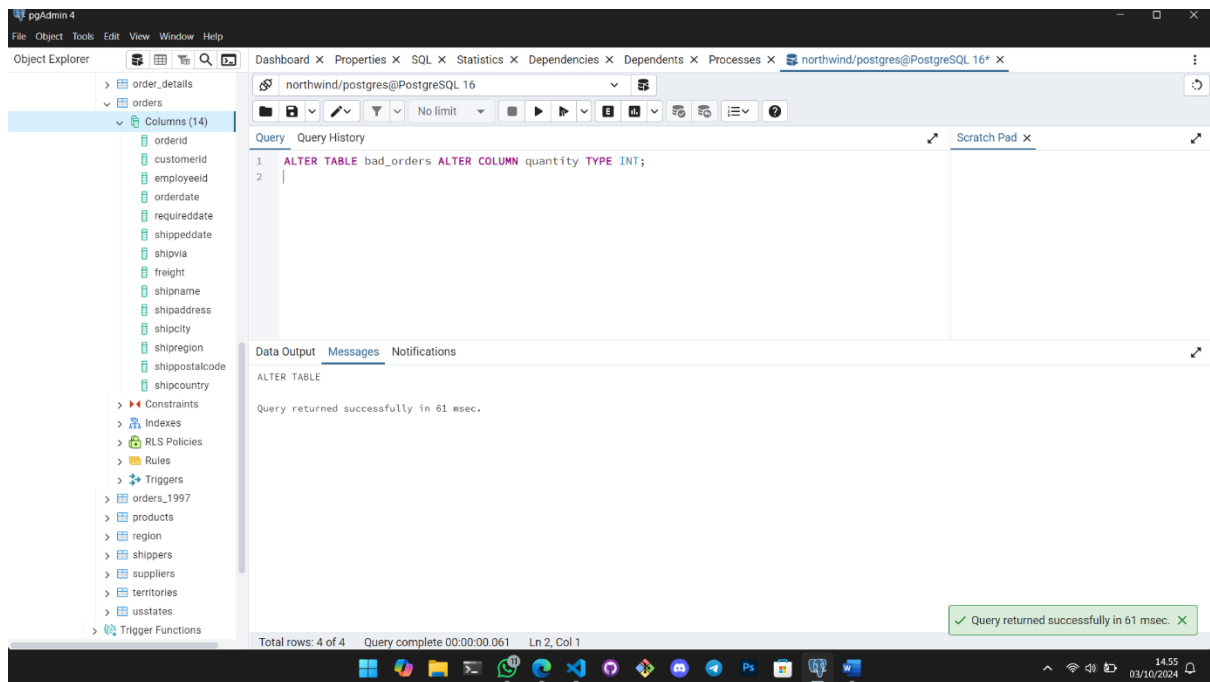 pgAdmin 4
File Object Tools Edit View Window Help
Object Explorer
Dashboard Properties SQL Statistics Dependencies Dependents Processes northwind/postgres@PostgreSQL 16*
order_details
orders
Columns (14)
orderid
customerid
employeeid
orderdate
requireddate
shippeddate
shipvia
freight
shipname
shipaddress
shipcity
shipregion
shippostalcode
shipcountry
Constraints
Indexes
RLS Policies
Rules
Triggers
orders_1997
products
region
shippers
suppliers
territories
usstates
Trigger Functions
northwind/postgres@PostgreSQL 16
No limit
E
Query Query History
Scratch Pad
1 ALTER TABLE bad_orders ALTER COLUMN quantity TYPE INT;
2
Data Output Messages Notifications
ALTER TABLE
Query returned successfully in 61 msec.
Query returned successfully in 61 msec.
Total rows: 4 of 4 Query complete 00:00:00.061 Ln 2, Col 1
Ps
14.55
03/10/2024